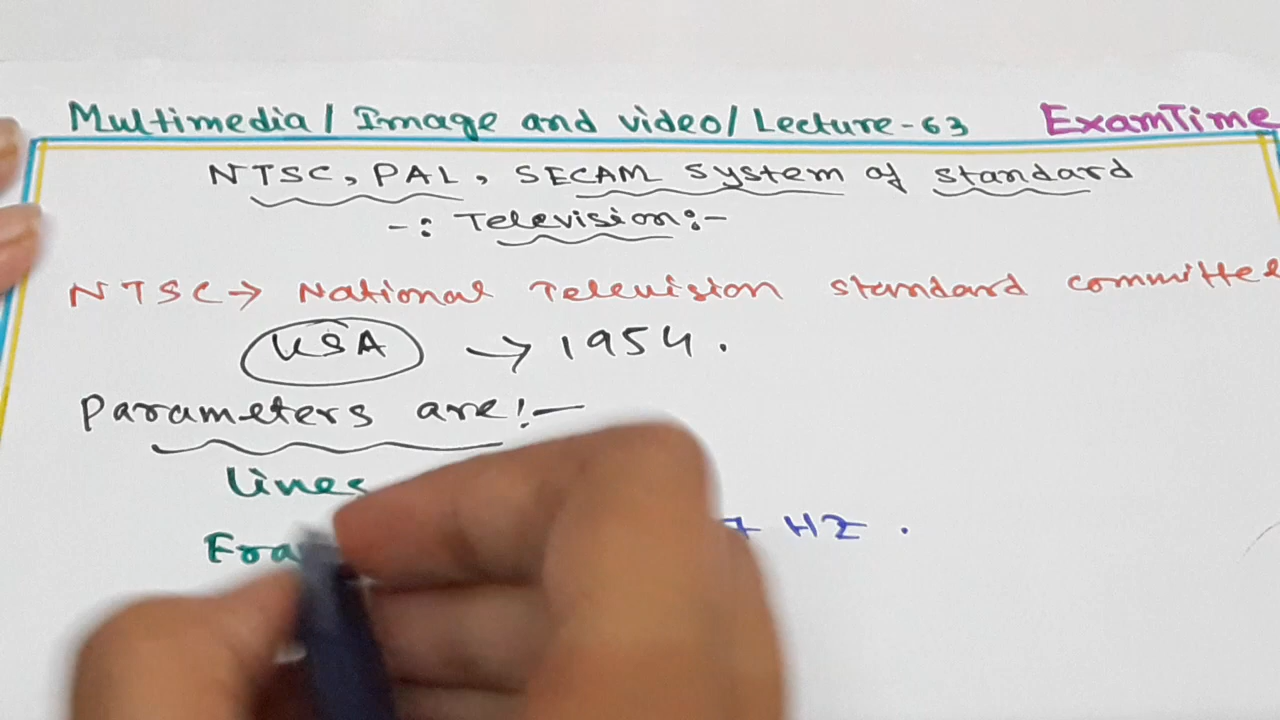 Multimedia/ Image and video/ Lecture-63 ExamTime
NTSC, PAL, SECAM system of standard
-: Television:-
NTSC→ National Television standard committee
USA → 1954.
Parameters are!-
lines
HZ .